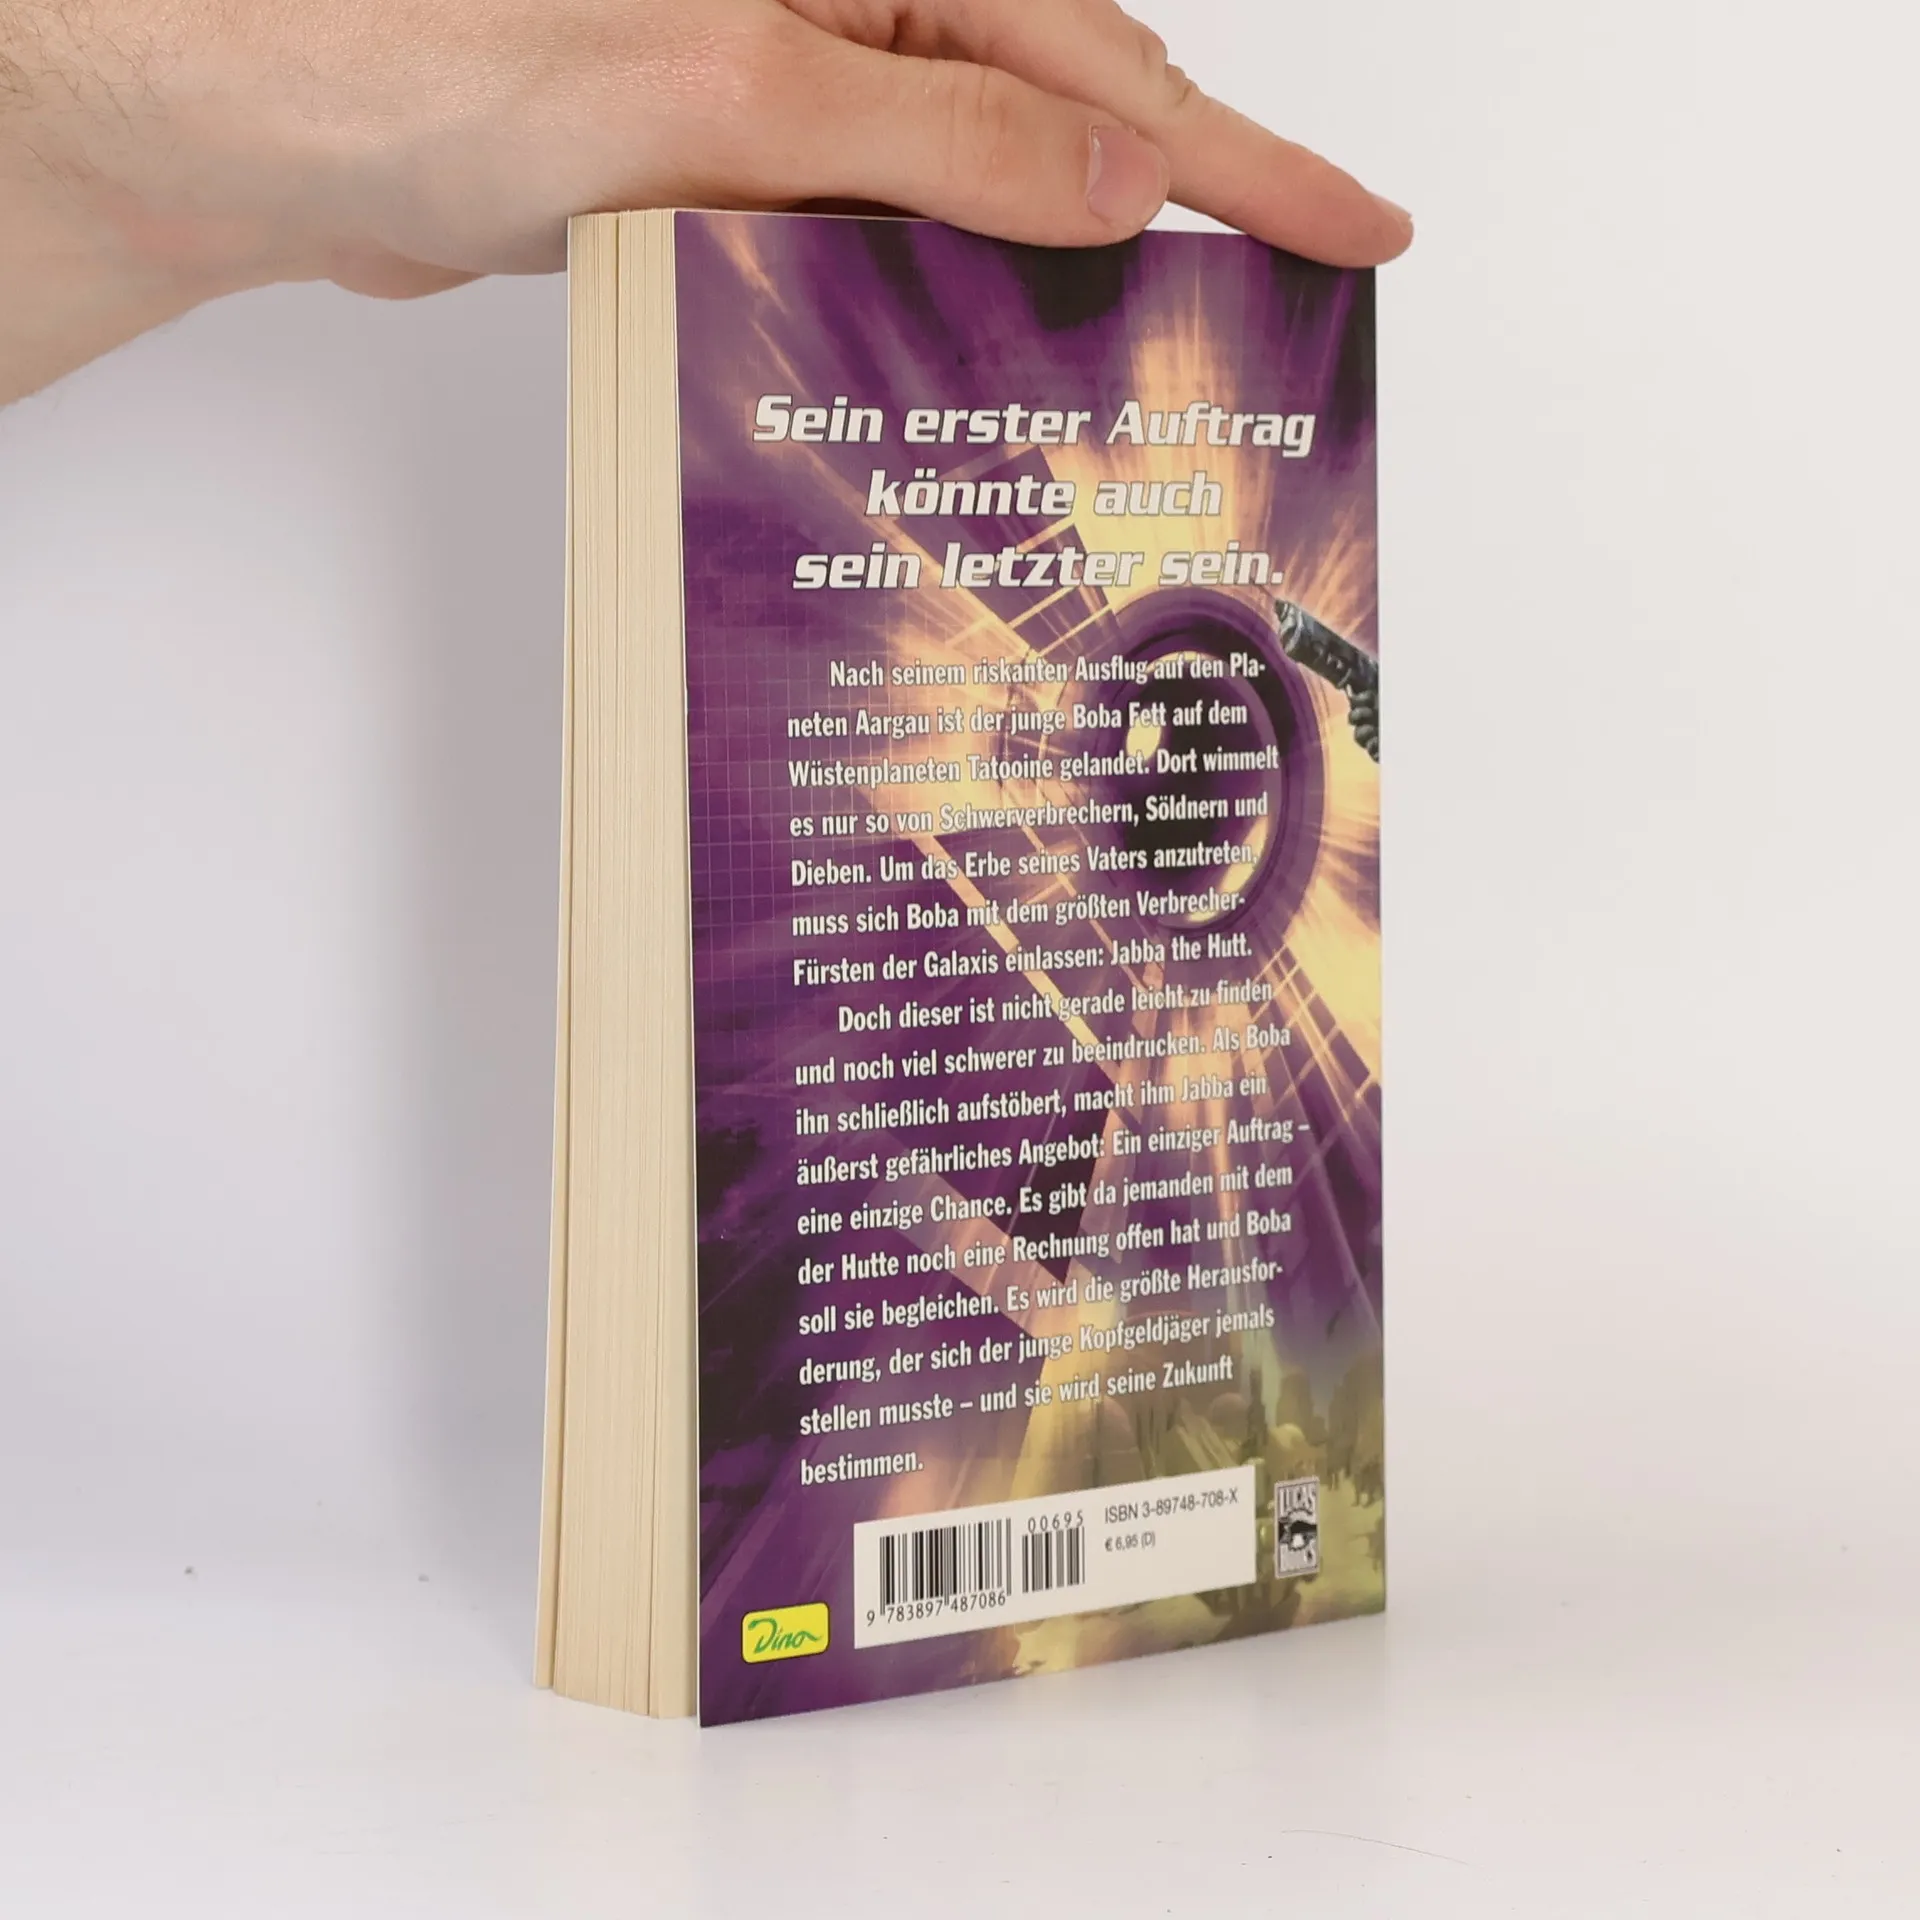 Sein erster Auftrag
könnte auch
sein letzter sein.
Nach seinem riskanten Ausflug auf den Pla-
neten Aargau ist der junge Boba Fett auf dem
Wüstenplaneten Tatooine gelandet. Dort wimmelt
es nur so von Schwerverbrechern, Söldnern und
Dieben. Um das Erbe seines Vaters anzutreten,
muss sich Boba mit dem größten Verbrecher-
Fürsten der Galaxis einlassen: Jabba the Hutt.
Doch dieser ist nicht gerade leicht zu finden
und noch viel schwerer zu beeindrucken. Als Boba
ihn schließlich aufstöbert, macht ihm Jabba ein
äußerst gefährliches Angebot: Ein einziger Auftrag –
eine einzige Chance. Es gibt da jemanden mit dem
der Hutte noch eine Rechnung offen hat und Boba
soll sie begleichen. Es wird die größte Herausfor-
derung, der sich der junge Kopfgeldjäger jemals
stellen musste – und sie wird seine Zukunft
bestimmen.
00695
ISBN 3-89748-708-X
€ 6,95 (D)
9 783897 487086
LUCAS
BOOKS
Dino